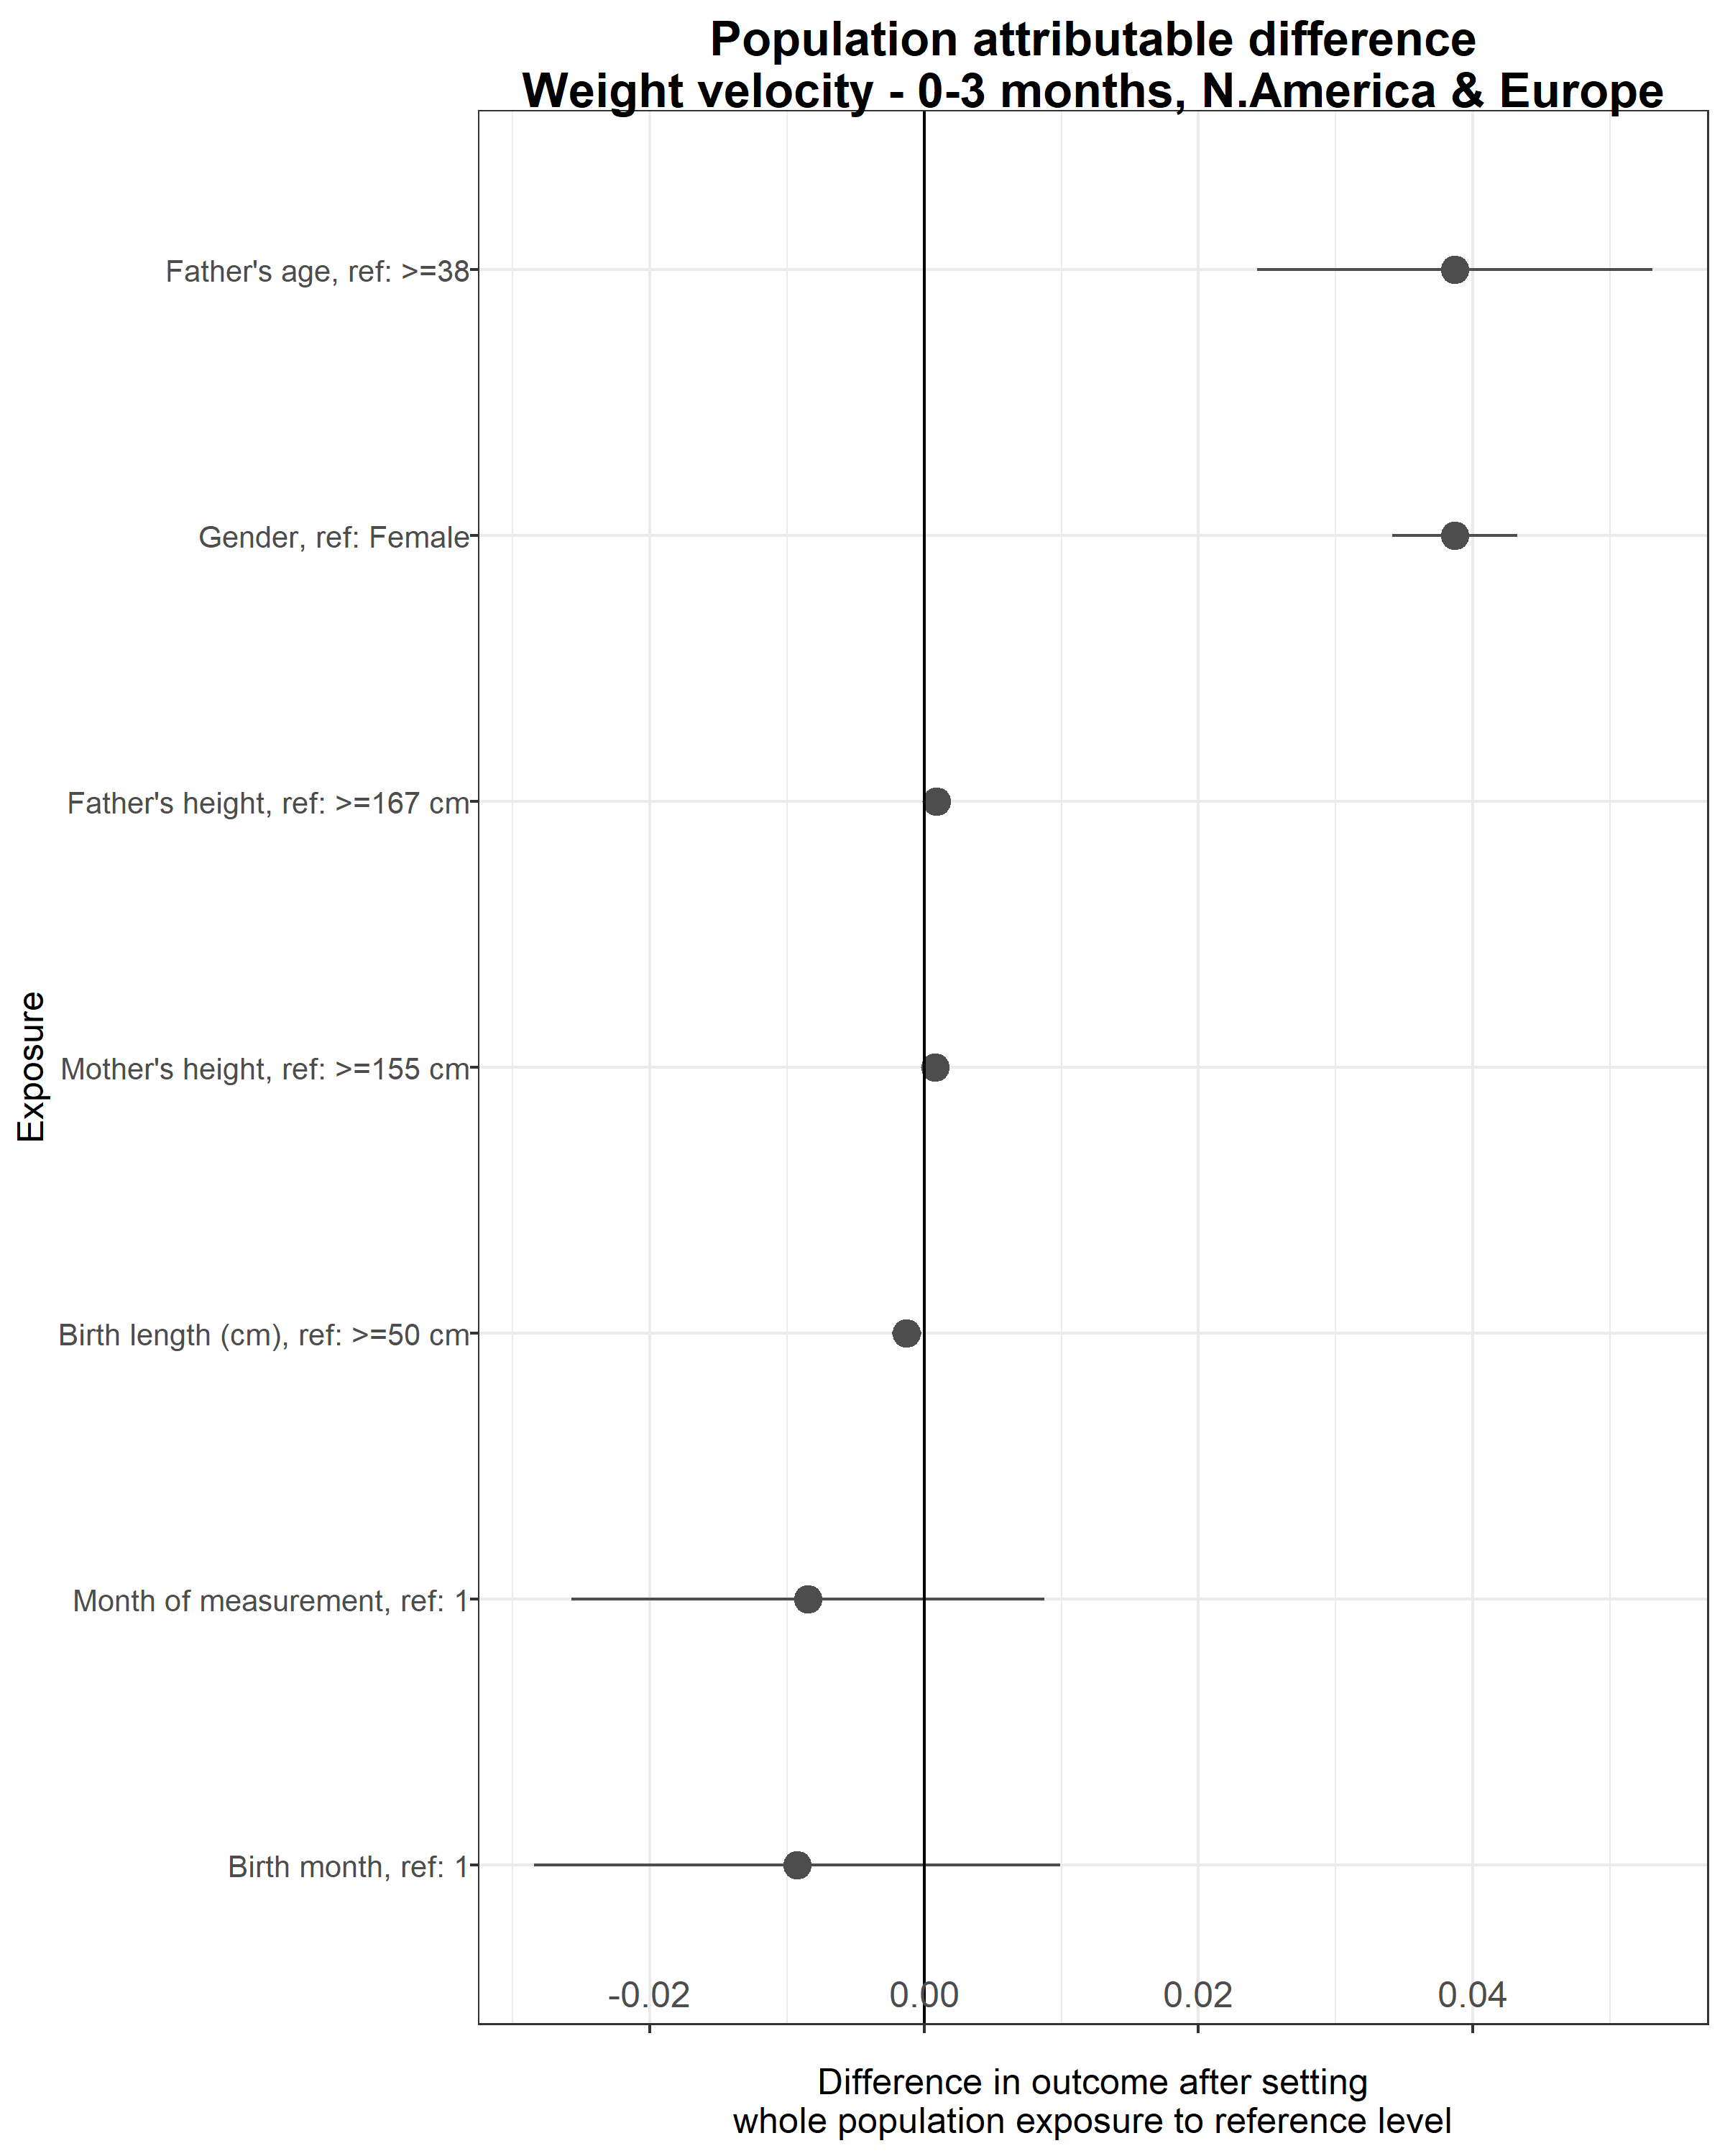 Population attributable difference
Weight velocity - 0-3 months, N.America & Europe
Father's age, ref: >=38
Gender, ref: Female
Father's height, ref: >=167 cm
Mother's height, ref: >=155 cm
Birth length (cm), ref: >=50 cm
Month of measurement, ref: 1
Birth month, ref: 1
Exposure
-0.02 0.00 0.02 0.04
Difference in outcome after setting
whole population exposure to reference level